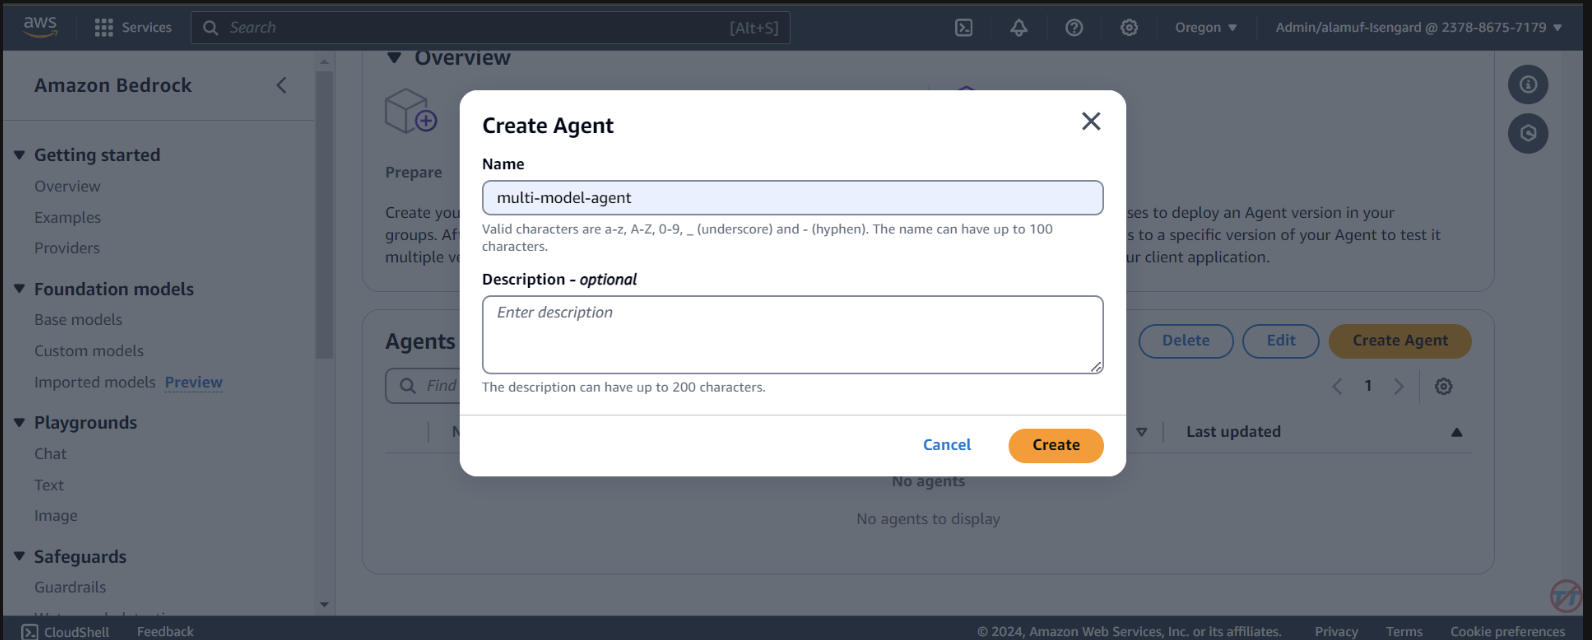 aws
Services
Search
[Alt+S]
Oregon
Admin/alamuf-Isengard @ 2378-8675-7179
Amazon Bedrock
Getting started
Overview
Examples
Providers
Foundation models
Base models
Custom models
Imported models Preview
Playgrounds
Chat
Text
Image
Safeguards
Guardrails
Overview
Prepare
Create you
groups. Af
multiple
ses to deploy an Agent version in your
s to a specific version of your Agent to test it
ur client application.
Create Agent
Name
multi-model-agent
Valid characters are a-z, A-Z, 0-9, _ (underscore) and - (hyphen). The name can have up to 100
characters.
Description - optional
Enter description
The description can have up to 200 characters.
Cancel
Create
Agents
Delete
Edit
Create Agent
Find
1
Last updated
No agents
No agents to display
CloudShell
Feedback
© 2024, Amazon Web Services, Inc. or its affiliates.
Privacy
Terms
Cookie preferences